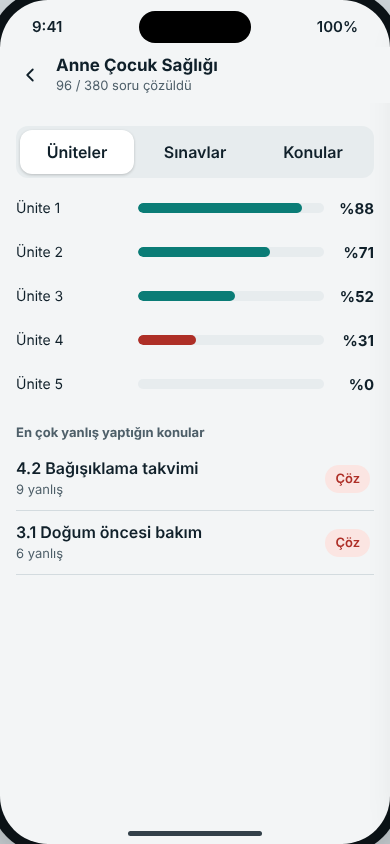 9:41
100%
Anne Çocuk Sağlığı
96 / 380 soru çözüldü
Üniteler
Sınavlar
Konular
Ünite 1
%88
Ünite 2
%71
Ünite 3
%52
Ünite 4
%31
Ünite 5
%0
En çok yanlış yaptığın konular
4.2 Bağışıklama takvimi
9 yanlış
Çöz
3.1 Doğum öncesi bakım
6 yanlış
Çöz